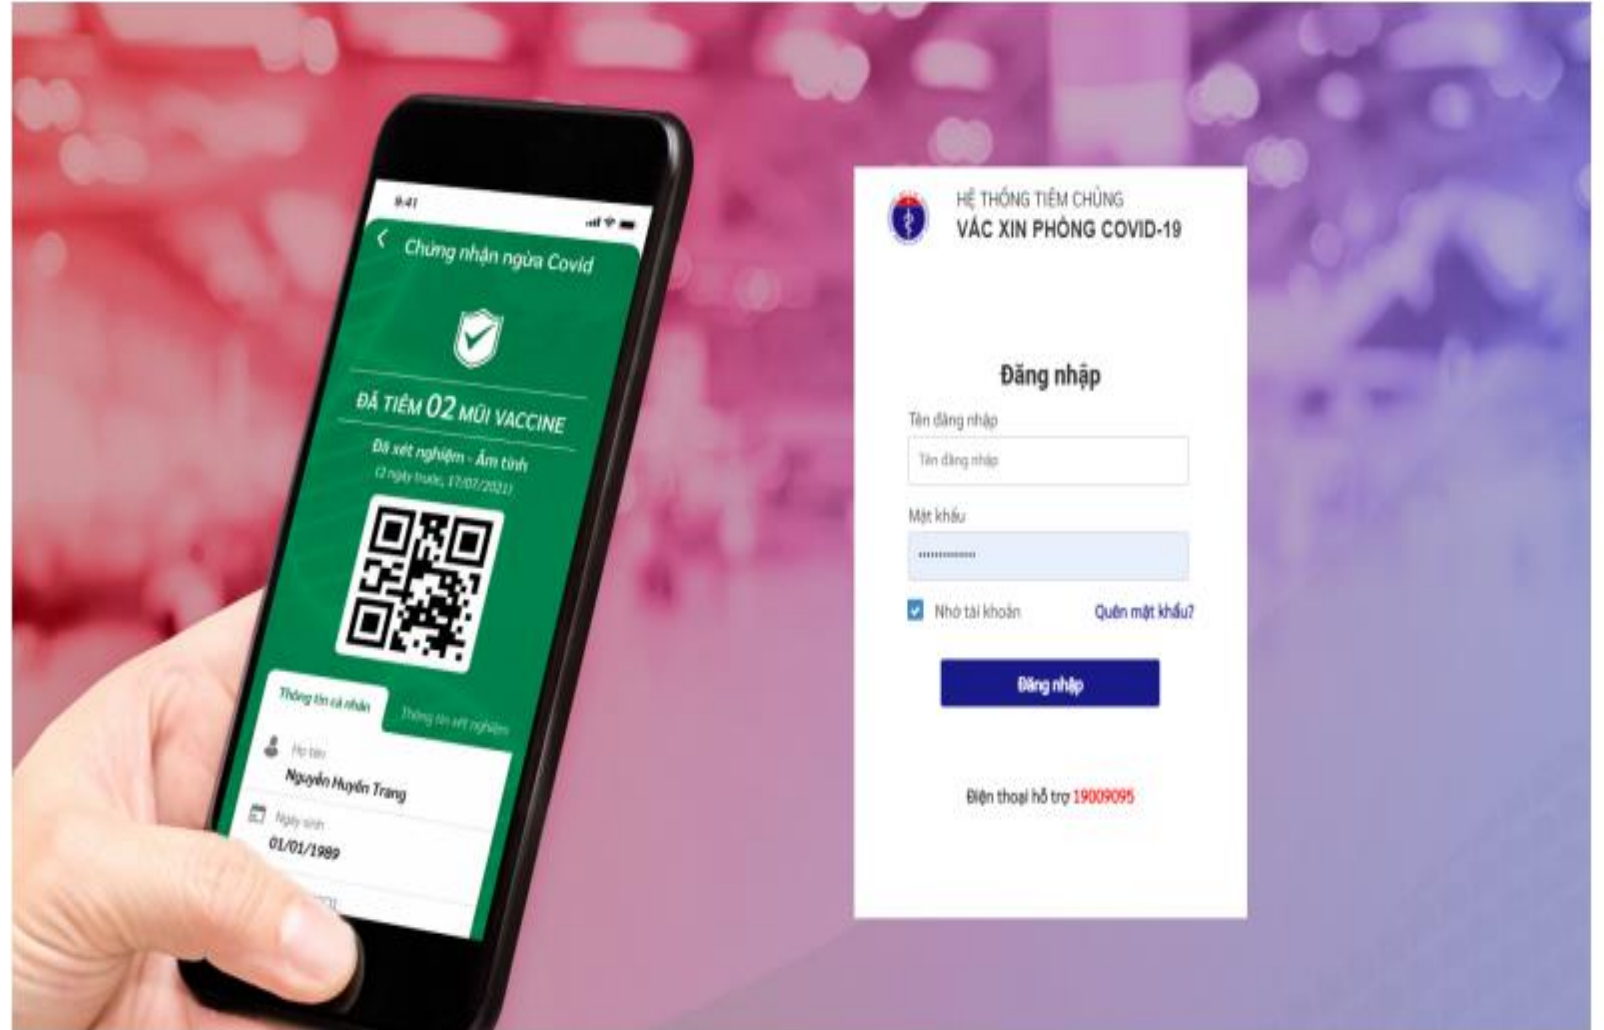 9:41
Chứng nhận ngừa Covid
ĐÃ TIÊM 02 MŨI VACCINE
Đã xét nghiệm - Âm tính
(2 ngày trước, 17/07/2021)
Thông tin cá nhân
Thông tin xét nghiệm
Họ tên
Nguyễn Huyền Trang
Ngày sinh
01/01/1989
HỆ THỐNG TIÊM CHỦNG
VẮC XIN PHÒNG COVID-19
Đăng nhập
Tên đăng nhập
Tên đăng nhập
Mật khẩu
Nhớ tài khoản
Quên mật khẩu?
Đăng nhập
Điện thoại hỗ trợ 19009095